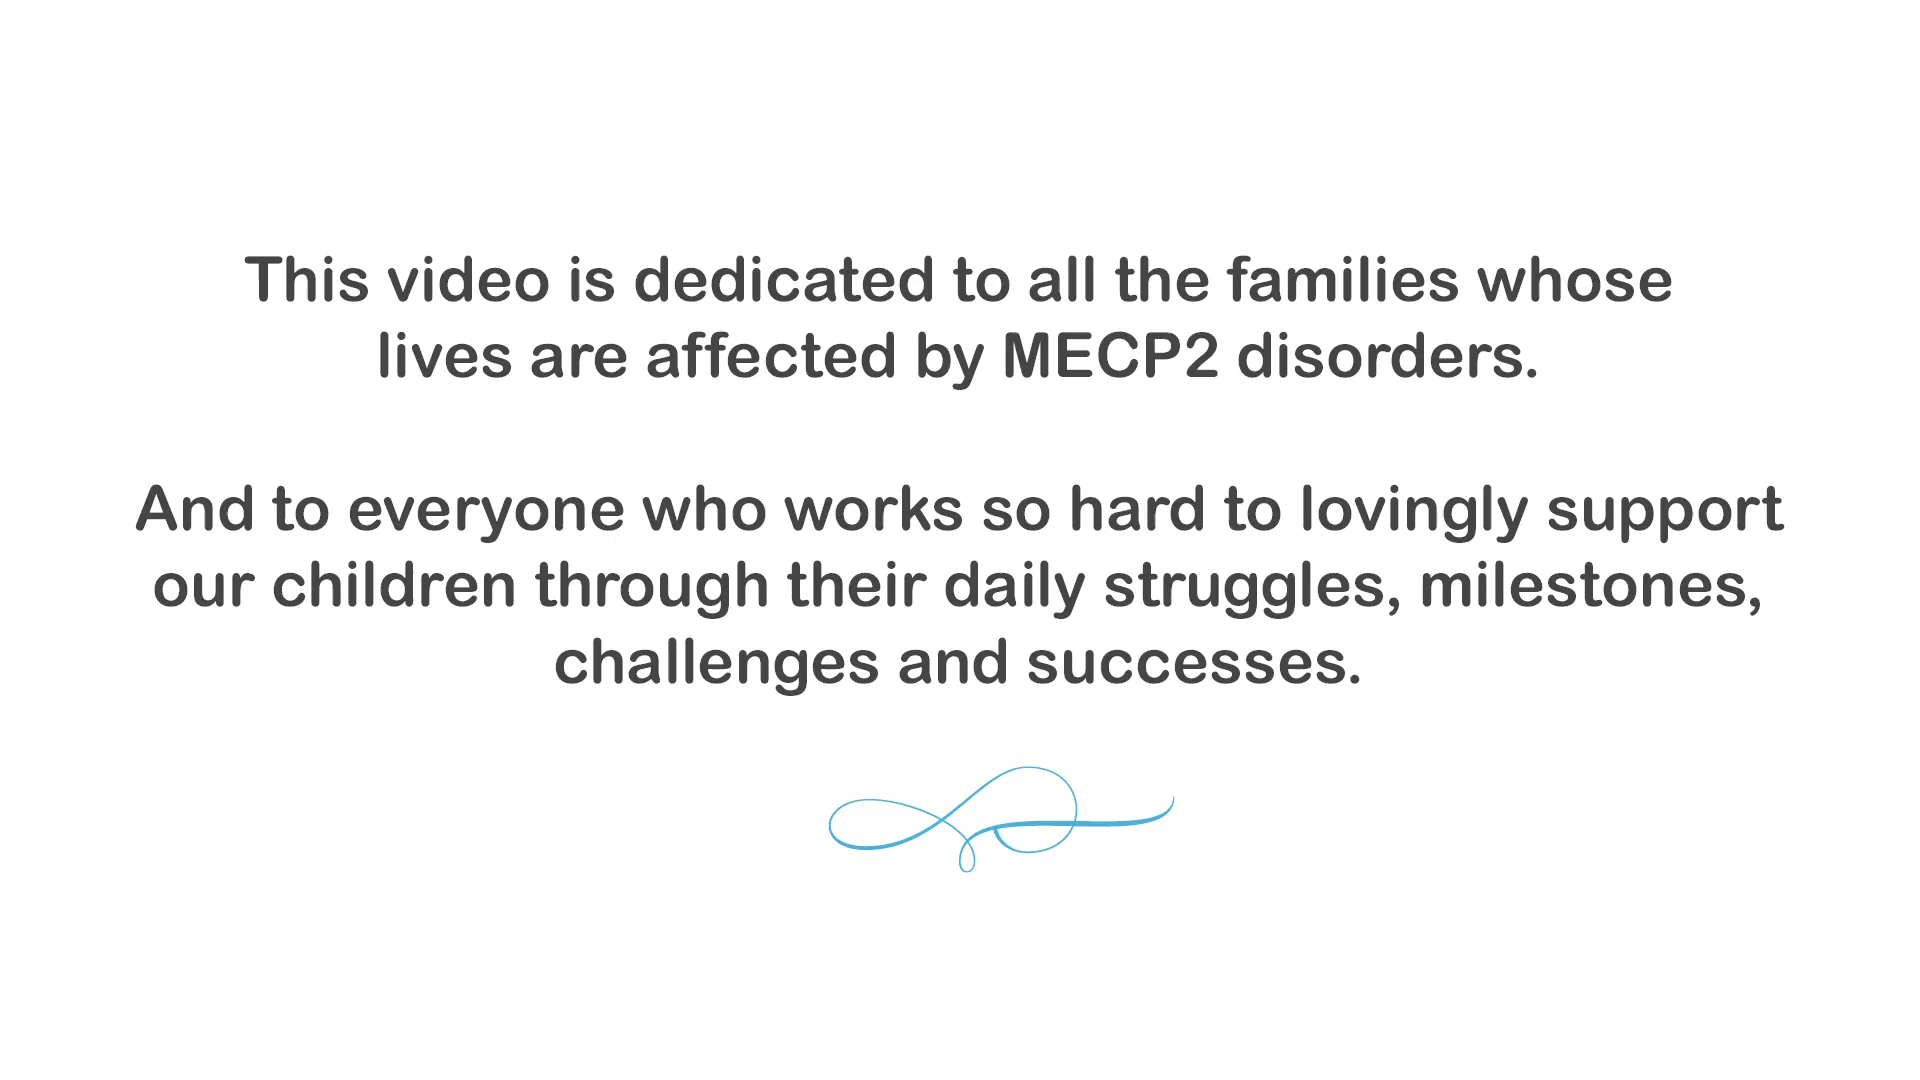 This video is dedicated to all the families whose
lives are affected by MECP2 disorders.
And to everyone who works so hard to lovingly support
our children through their daily struggles, milestones,
challenges and successes.